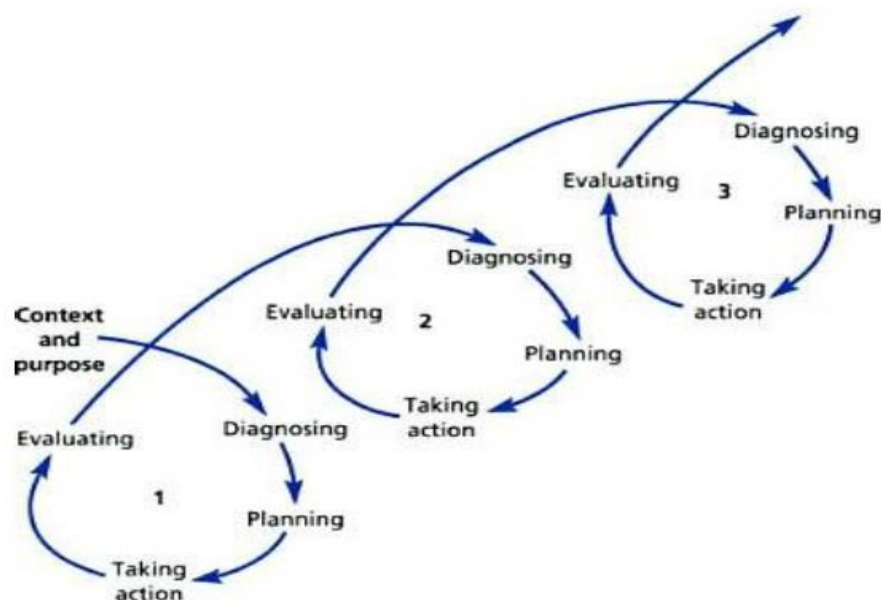 Context
and
purpose
Diagnosing
Planning
Taking
action
Evaluating
1
Diagnosing
Planning
Taking
action
Evaluating
2
Diagnosing
Planning
Taking
action
Evaluating
3